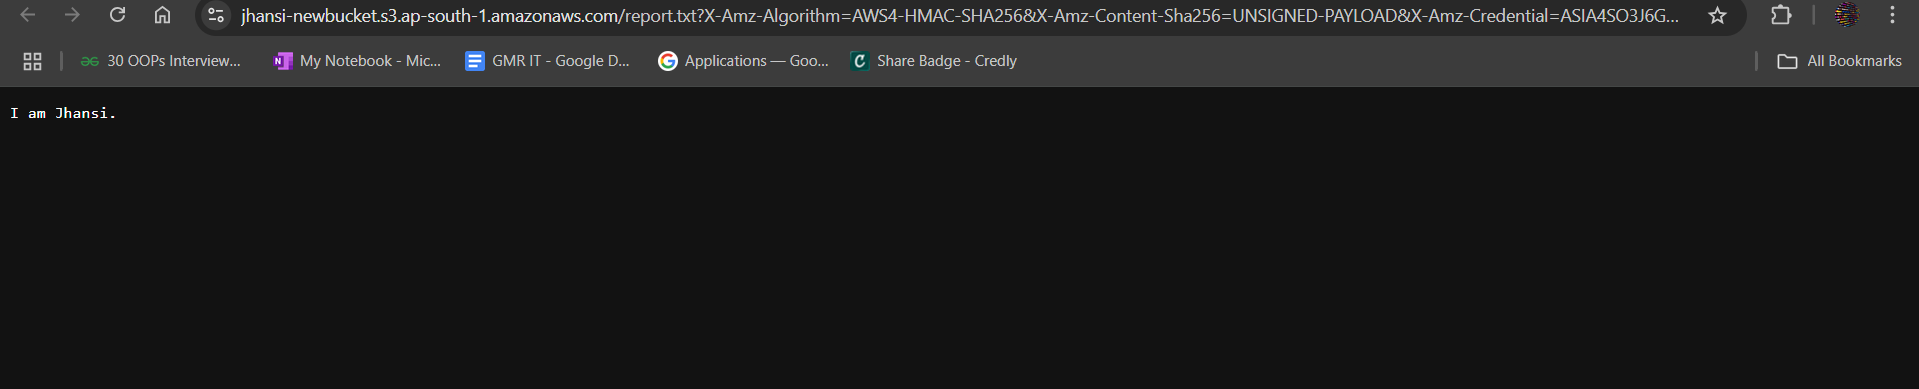 jhansi-newbucket.s3.ap-south-1.amazonaws.com/report.txt?X-Amz-Algorithm=AWS4-HMAC-SHA256&X-Amz-Content-Sha256=UNSIGNED-PAYLOAD&X-Amz-Credential=ASIA4SO3J6G...
30 OOPs Interview... My Notebook - Mic... GMR IT - Google D... Applications — Goo... Share Badge - Credly All Bookmarks
I am Jhansi.